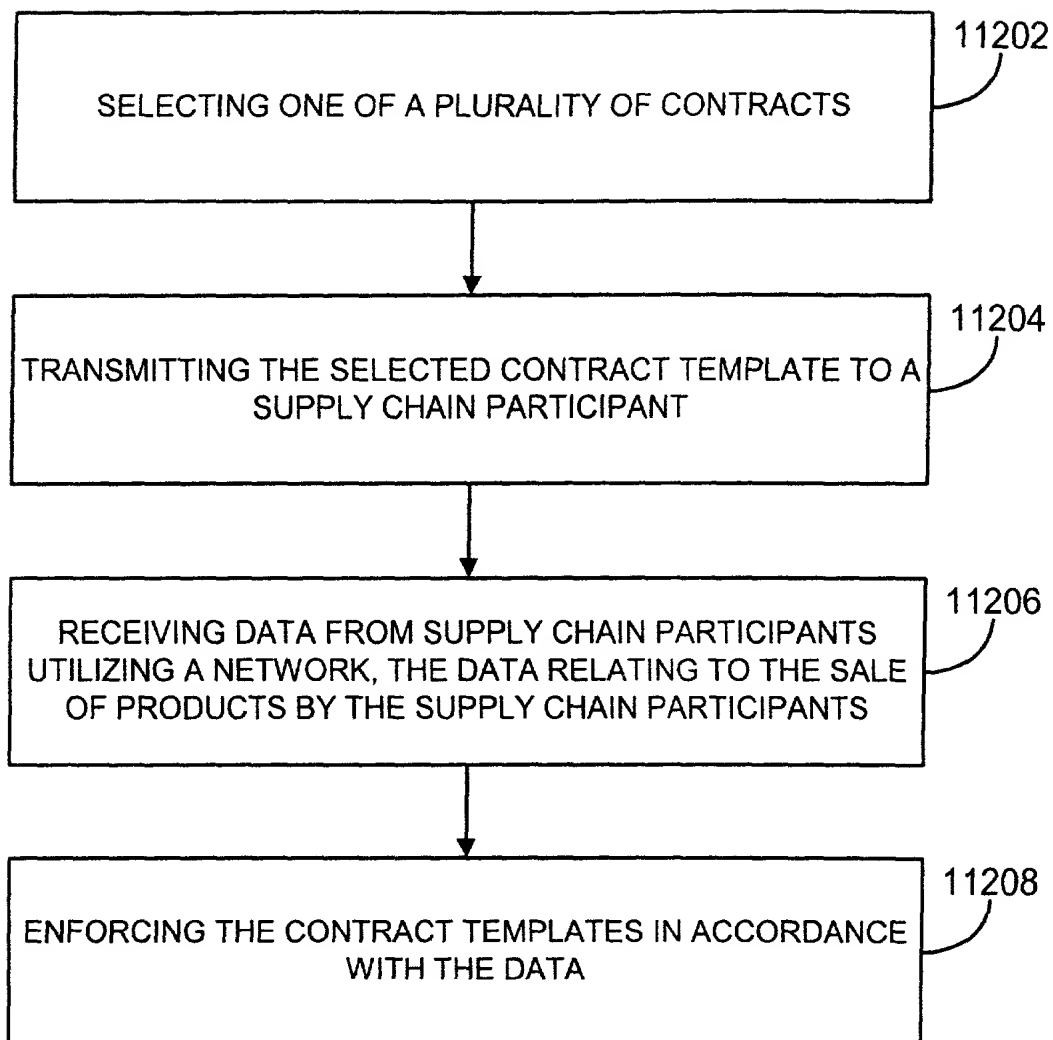 11202
SELECTING ONE OF A PLURALITY OF CONTRACTS
11204
TRANSMITTING THE SELECTED CONTRACT TEMPLATE TO A
SUPPLY CHAIN PARTICIPANT
11206
RECEIVING DATA FROM SUPPLY CHAIN PARTICIPANTS
UTILIZING A NETWORK, THE DATA RELATING TO THE SALE
OF PRODUCTS BY THE SUPPLY CHAIN PARTICIPANTS
11208
ENFORCING THE CONTRACT TEMPLATES IN ACCORDANCE
WITH THE DATA